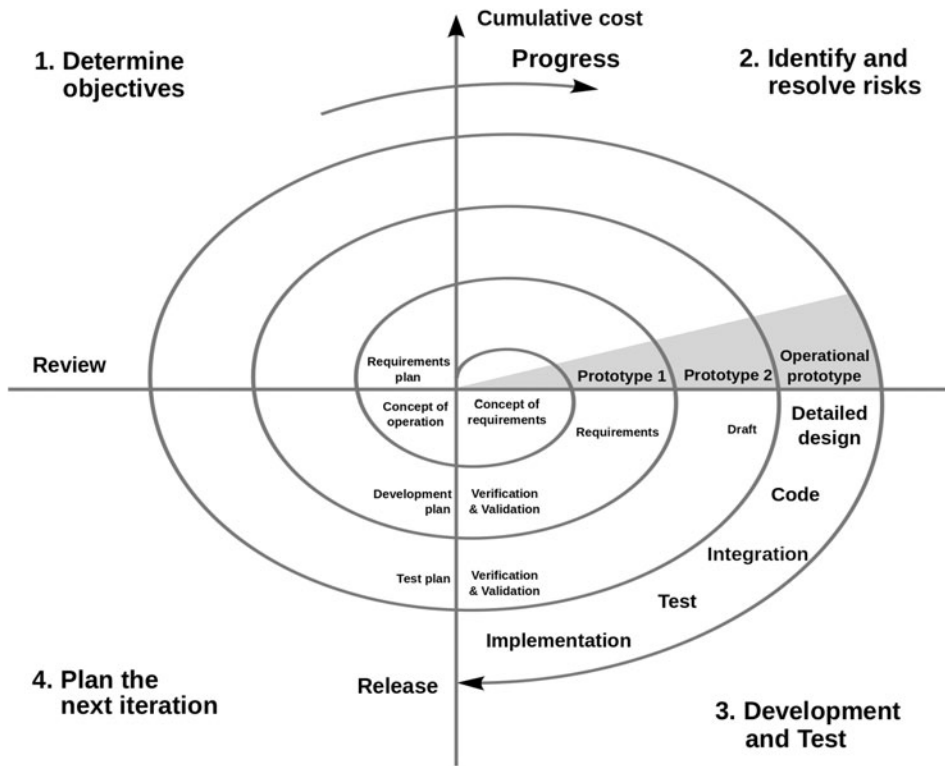 Cumulative cost
Progress
1. Determine
objectives
2. Identify and
resolve risks
Review
Requirements
plan
Prototype 1
Prototype 2
Operational
prototype
Concept of
operation
Concept of
requirements
Requirements
Draft
Detailed
design
Development
plan
Verification
& Validation
Code
Integration
Test plan
Verification
& Validation
Test
Implementation
Release
4. Plan the
next iteration
3. Development
and Test